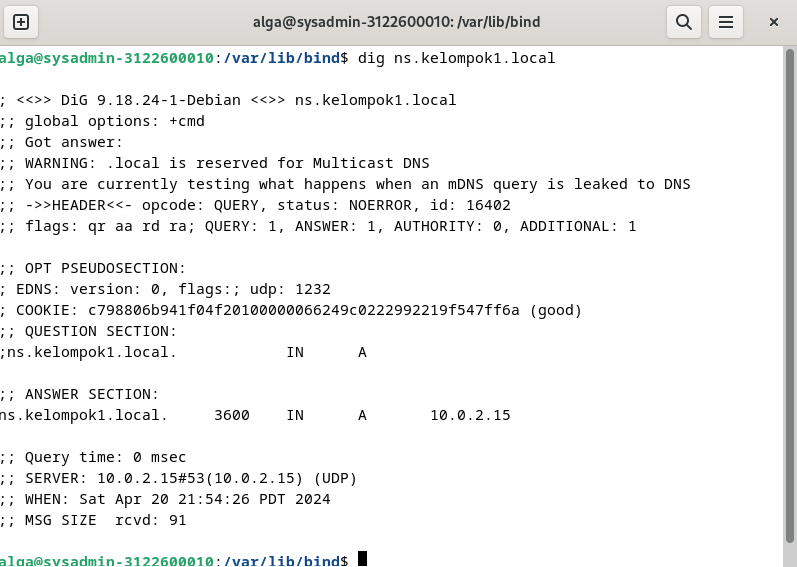 alga@sysadmin-3122600010: /var/lib/bind
alga@sysadmin-3122600010:/var/lib/bind$ dig ns.kelompok1.local
; <<>> DiG 9.18.24-1-Debian <<>> ns.kelompok1.local
;; global options: +cmd
;; Got answer:
;; WARNING: .local is reserved for Multicast DNS
;; You are currently testing what happens when an mDNS query is leaked to DNS
;; ->>HEADER<<- opcode: QUERY, status: NOERROR, id: 16402
;; flags: qr aa rd ra; QUERY: 1, ANSWER: 1, AUTHORITY: 0, ADDITIONAL: 1
;; OPT PSEUDOSECTION:
; EDNS: version: 0, flags:; udp: 1232
; COOKIE: c798806b941f04f20100000066249c0222992219f547ff6a (good)
;; QUESTION SECTION:
;ns.kelompok1.local. IN A
;; ANSWER SECTION:
ns.kelompok1.local. 3600 IN A 10.0.2.15
;; Query time: 0 msec
;; SERVER: 10.0.2.15#53(10.0.2.15) (UDP)
;; WHEN: Sat Apr 20 21:54:26 PDT 2024
;; MSG SIZE  rcvd: 91
alga@sysadmin-3122600010:/var/lib/bind$